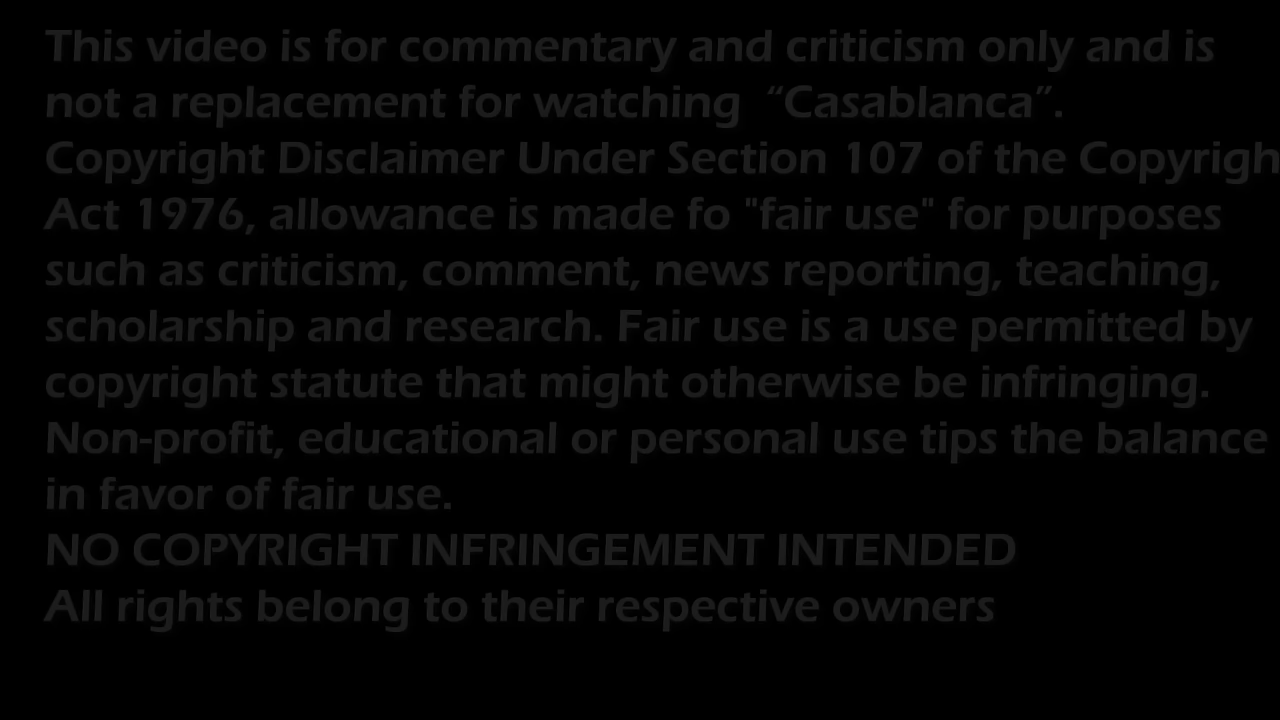 This video is for commentary and criticism only and is
not a replacement for watching “Casablanca”.
Copyright Disclaimer Under Section 107 of the Copyrigh
Act 1976, allowance is made fo "fair use" for purposes
such as criticism, comment, news reporting, teaching,
scholarship and research. Fair use is a use permitted by
copyright statute that might otherwise be infringing.
Non-profit, educational or personal use tips the balance
in favor of fair use.
NO COPYRIGHT INFRINGEMENT INTENDED
All rights belong to their respective owners